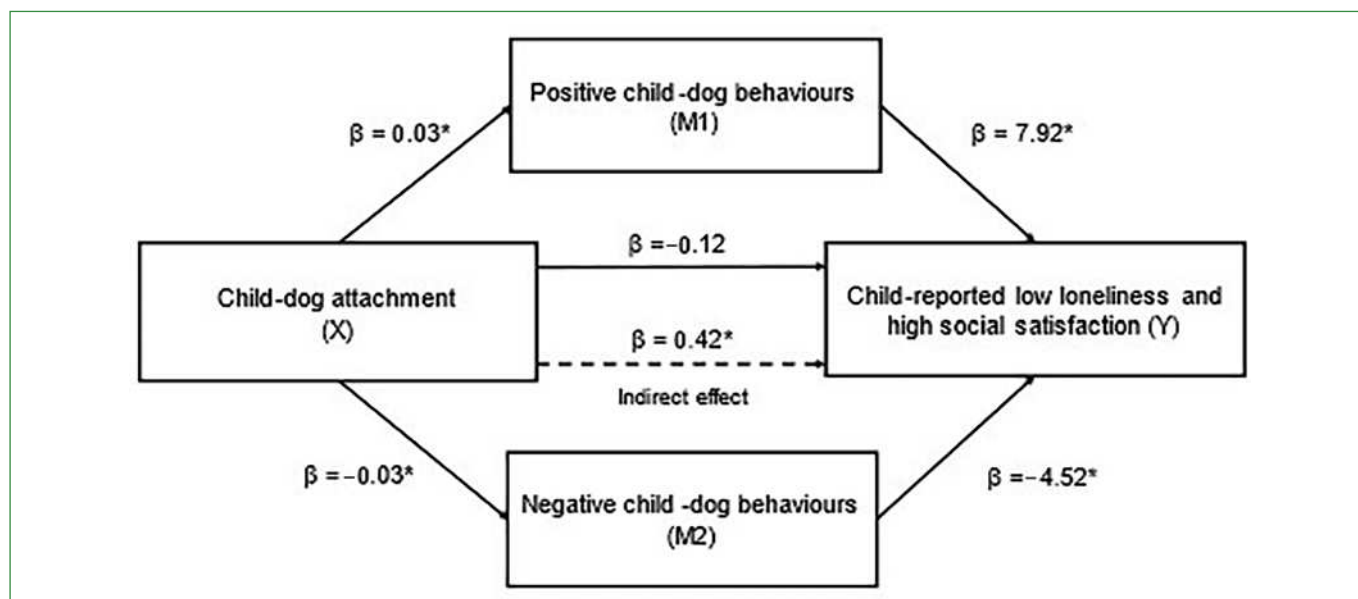 Positive child-dog behaviours
(M1)
β = 0.03*
β = 7.92*
β =−0.12
Child-dog attachment
(X)
Child-reported low loneliness and
high social satisfaction (Y)
β = 0.42*
Indirect effect
β =−0.03*
β =−4.52*
Negative child-dog behaviours
(M2)